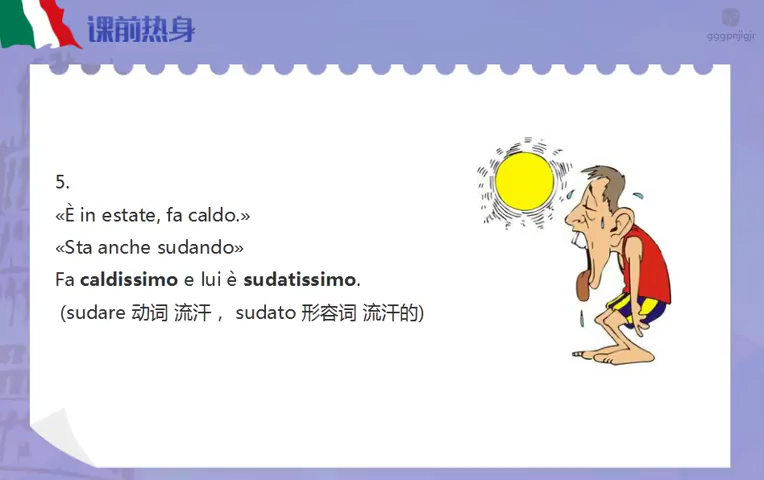 课前热身
gggpnjigjr
5.
«È in estate, fa caldo.»
«Sta anche sudando»
Fa caldissimo e lui è sudatissimo.
(sudare 动词 流汗 ，sudato 形容词 流汗的)